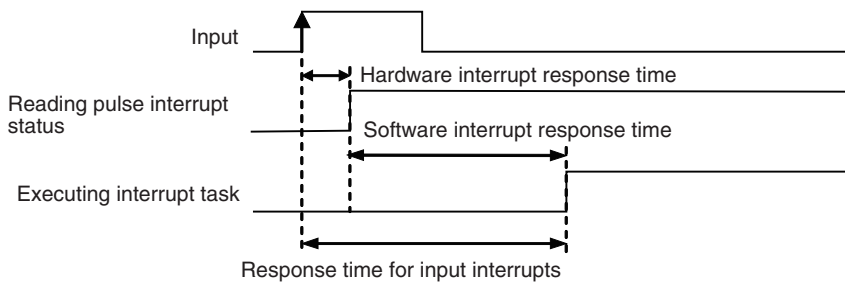 Input
Hardware interrupt response time
Reading pulse interrupt
status
Software interrupt response time
Executing interrupt task
Response time for input interrupts